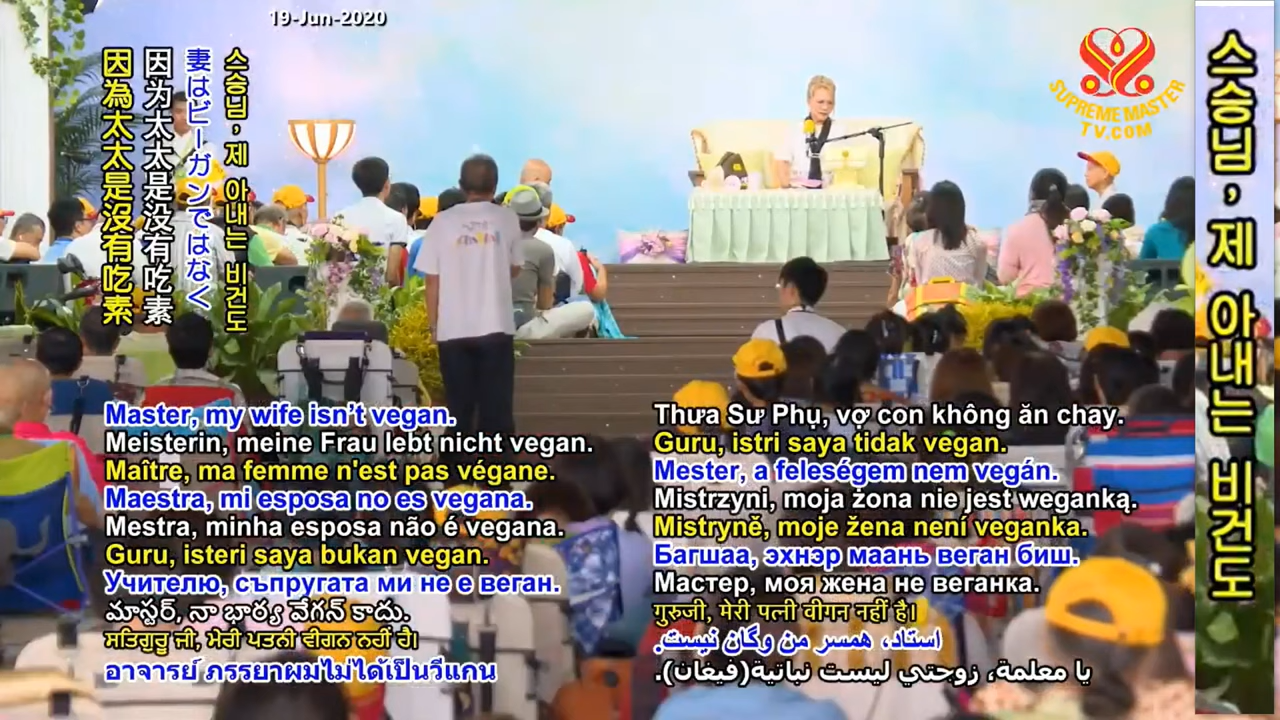 19-Jun-2020
SUPREME MASTER
TV.COM
스승님, 제 아내는 비건도
妻はビーガンではなく
因为太太是没有吃素
因為太太是沒有吃素
Master, my wife isn't vegan.
Meisterin, meine Frau lebt nicht vegan.
Maître, ma femme n'est pas végane.
Maestra, mi esposa no es vegana.
Mestra, minha esposa não é vegana.
Guru, isteri saya bukan vegan.
Учителю, съпругата ми не е веган.
మాస్టర్, నా భార్య వేగన్ కాదు.
ਸਤਿਗੁਰੂ ਜੀ, ਮੇਰੀ ਪਤਨੀ ਵੀਗਨ ਨਹੀਂ ਹੈ।
อาจารย์ ภรรยาผมไม่ได้เป็นวีแกน
Thưa Sư Phụ, vợ con không ăn chay.
Guru, istri saya tidak vegan.
Mester, a feleségem nem vegán.
Mistrzyni, moja żona nie jest weganką.
Mistryně, moje žena není veganka.
Багшаа, эхнэр маань веган биш.
Мастер, моя жена не веганка.
गुरुजी, मेरी पत्नी वीगन नहीं है।
استاد، همسر من وگان نیست.
يا معلمة، زوجتي ليست نباتية(فيغان).
스승님, 제 아내는 비건도